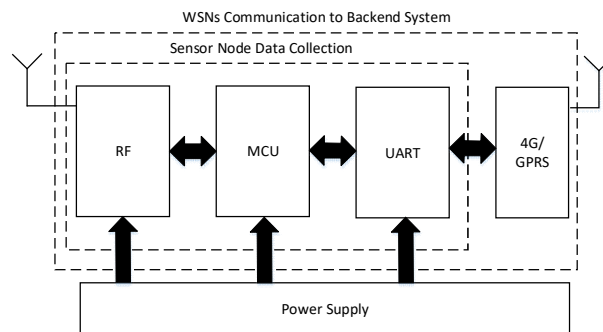 WSNs Communication to Backend System
Sensor Node Data Collection
RF
MCU
UART
4G/
GPRS
Power Supply